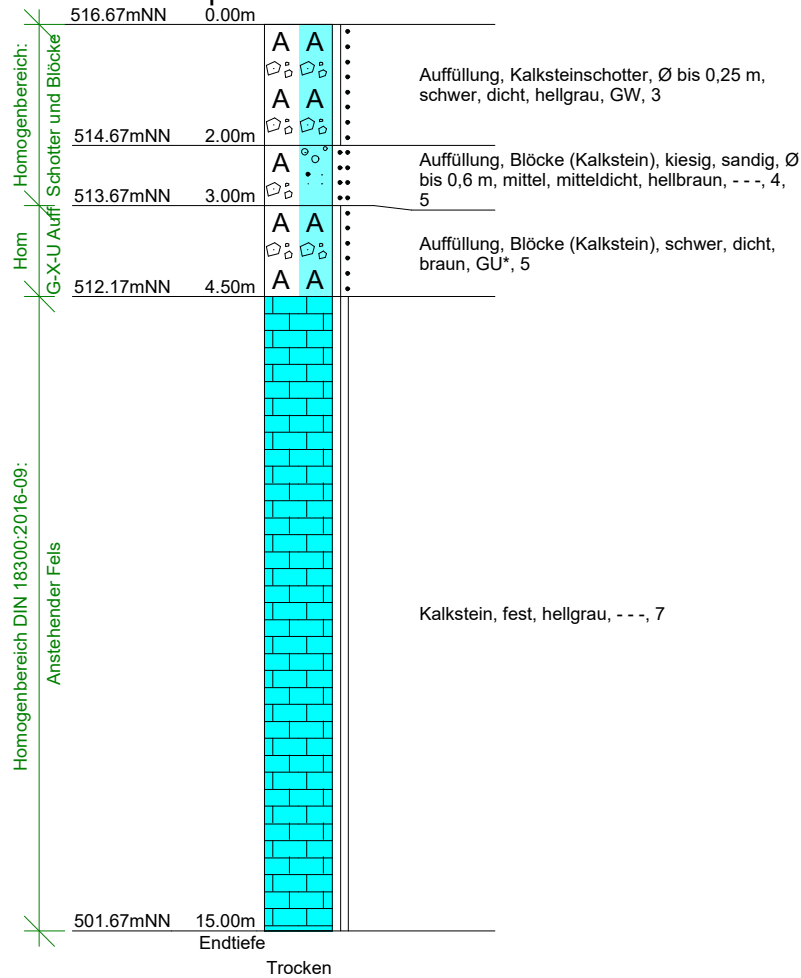 516.67mNN 0.00m
A A
Auffüllung, Kalksteinschotter, Ø bis 0,25 m,
schwer, dicht, hellgrau, GW, 3
A A
514.67mNN 2.00m
A
Auffüllung, Blöcke (Kalkstein), kiesig, sandig, Ø
bis 0,6 m, mittel, mitteldicht, hellbraun, - - -, 4,
5
513.67mNN 3.00m
A A
Auffüllung, Blöcke (Kalkstein), schwer, dicht,
braun, GU*, 5
A A
512.17mNN 4.50m
Homogenbereich:
Schotter und Blöcke
Hom
G-X-U Auff
Homogenbereich DIN 18300:2016-09:
Anstehender Fels
Kalkstein, fest, hellgrau, - - -, 7
501.67mNN 15.00m
Endtiefe
Trocken